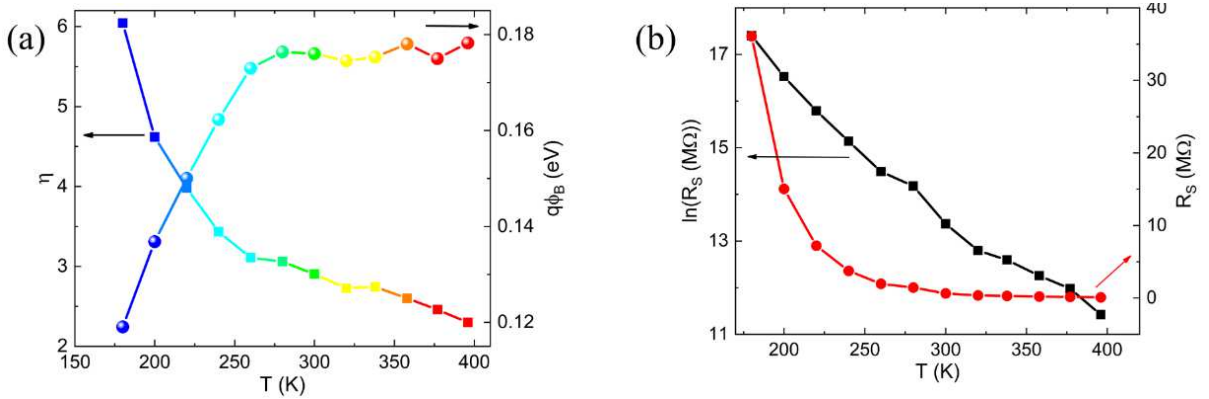 (a)
6
5
4
3
2
η
0.18
0.16
0.14
0.12
qϕB (eV)
150 200 250 300 350 400
T (K)
(b)
17
15
13
11
ln(RS (MΩ))
40
30
20
10
0
RS (MΩ)
200 250 300 350 400
T (K)